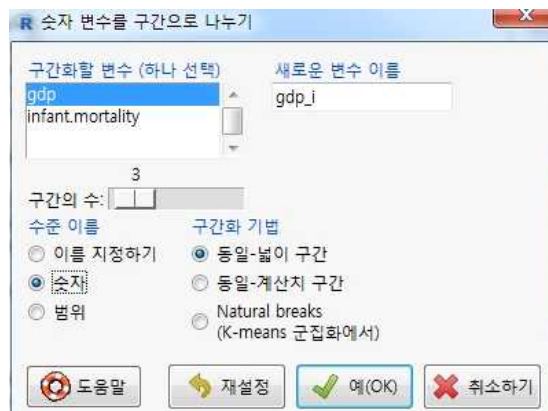 R 숫자 변수를 구간으로 나누기
구간화할 변수 (하나 선택)
새로운 변수 이름
gdp
infant.mortality
gdp_i
3
구간의 수:
수준 이름
구간화 기법
이름 지정하기
동일-넓이 구간
숫자
동일-계산치 구간
범위
Natural breaks
(K-means 군집화에서)
도움말
재설정
예(OK)
취소하기